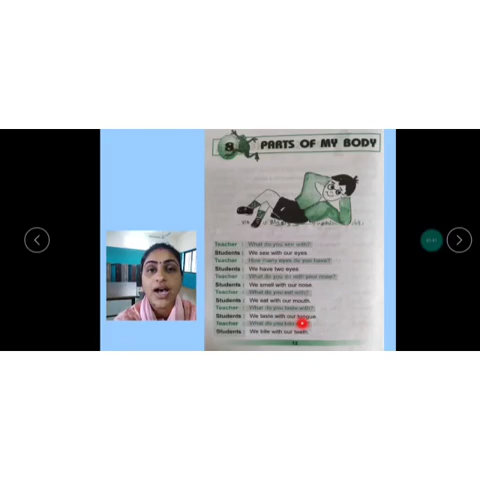 8 PARTS OF MY BODY
Teacher : What do you see with?
Students : We see with our eyes.
Teacher : How many eyes do you have?
Students : We have two eyes.
Teacher : What do you do with your nose?
Students : We smell with our nose.
Teacher : What do you eat with?
Students : We eat with our mouth.
Teacher : What do you taste with?
Students : We taste with our tongue.
Teacher : What do you
Students : We bite with our teeth.
13